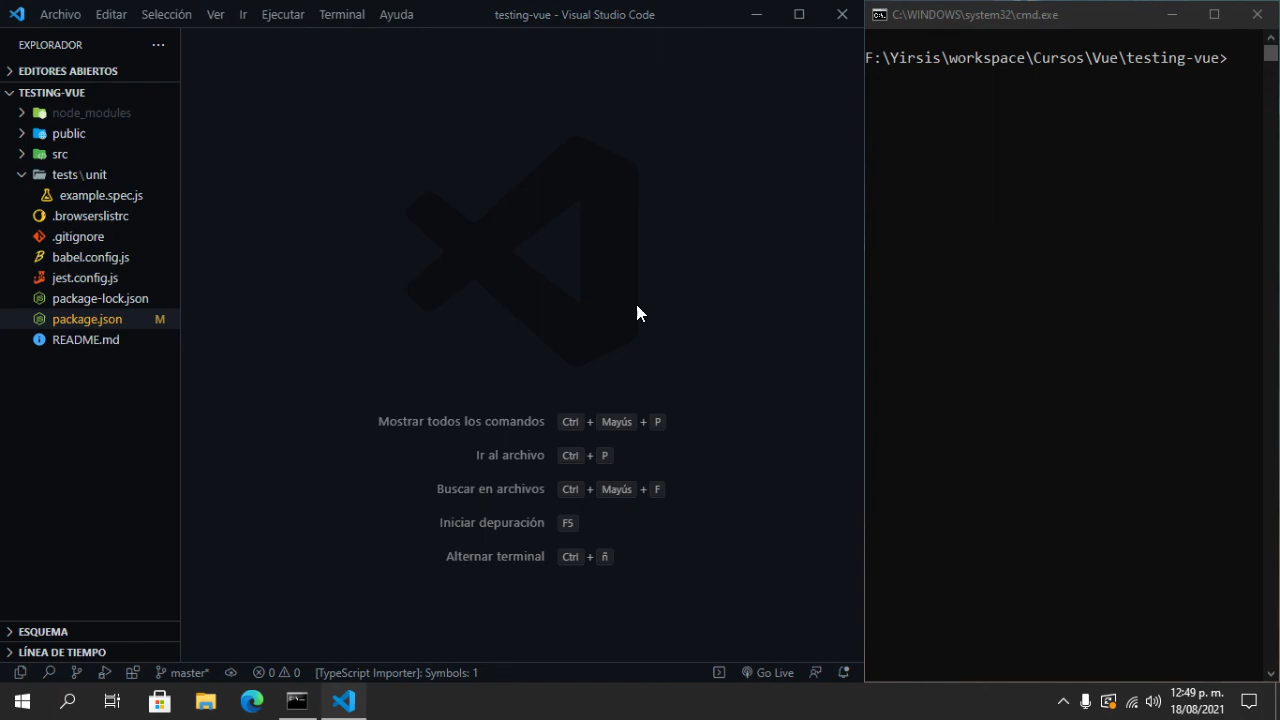 Archivo Editar Selección Ver Ir Ejecutar Terminal Ayuda testing-vue - Visual Studio Code
C:\WINDOWS\system32\cmd.exe
EXPLORADOR
EDITORES ABIERTOS
TESTING-VUE
node_modules
public
src
tests\unit
example.spec.js
.browserslistrc
.gitignore
babel.config.js
jest.config.js
package-lock.json
package.json M
README.md
ESQUEMA
LÍNEA DE TIEMPO
Mostrar todos los comandos Ctrl + Mayús + P
Ir al archivo Ctrl + P
Buscar en archivos Ctrl + Mayús + F
Iniciar depuración F5
Alternar terminal Ctrl + ñ
F:\Yirsis\workspace\Cursos\Vue\testing-vue>
master* 0 0 [TypeScript Importer]: Symbols: 1 Go Live
12:49 p. m.
18/08/2021